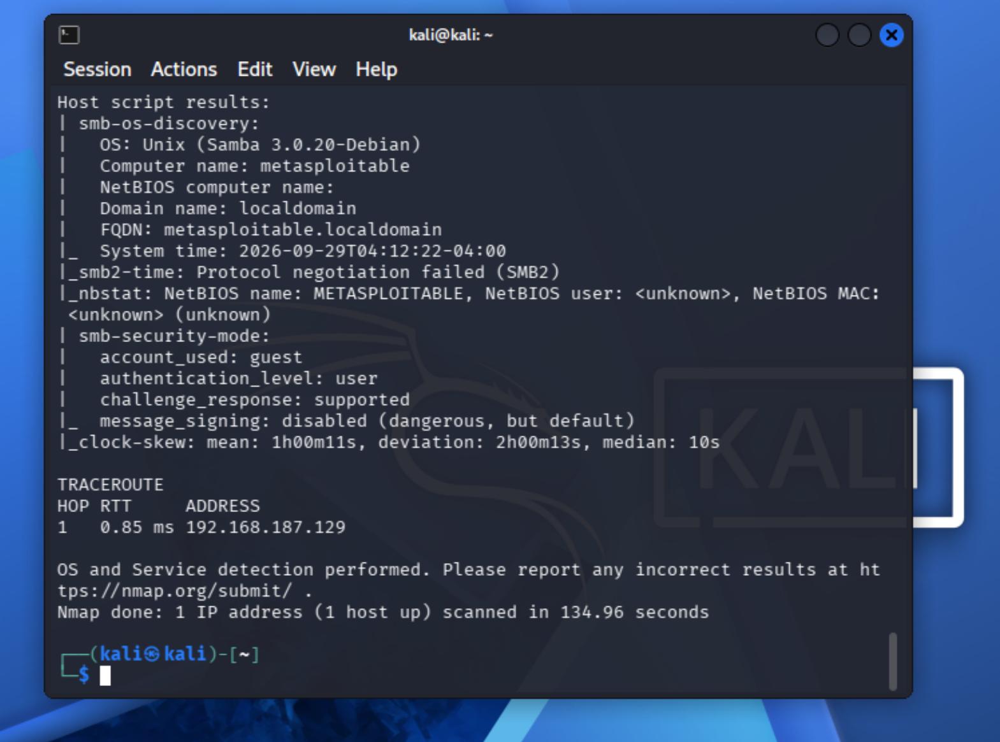 kali@kali: ~
Session Actions Edit View Help
Host script results:
| smb-os-discovery:
|   OS: Unix (Samba 3.0.20-Debian)
|   Computer name: metasploitable
|   NetBIOS computer name:
|   Domain name: localdomain
|   FQDN: metasploitable.localdomain
|_  System time: 2026-09-29T04:12:22-04:00
|_smb2-time: Protocol negotiation failed (SMB2)
|_nbstat: NetBIOS name: METASPLOITABLE, NetBIOS user: <unknown>, NetBIOS MAC:
 <unknown> (unknown)
| smb-security-mode:
|   account_used: guest
|   authentication_level: user
|   challenge_response: supported
|_  message_signing: disabled (dangerous, but default)
|_clock-skew: mean: 1h00m11s, deviation: 2h00m13s, median: 10s
TRACEROUTE
HOP RTT     ADDRESS
1   0.85 ms 192.168.187.129
OS and Service detection performed. Please report any incorrect results at ht
tps://nmap.org/submit/ .
Nmap done: 1 IP address (1 host up) scanned in 134.96 seconds
┌──(kali㉿kali)-[~]
└─$
KALI